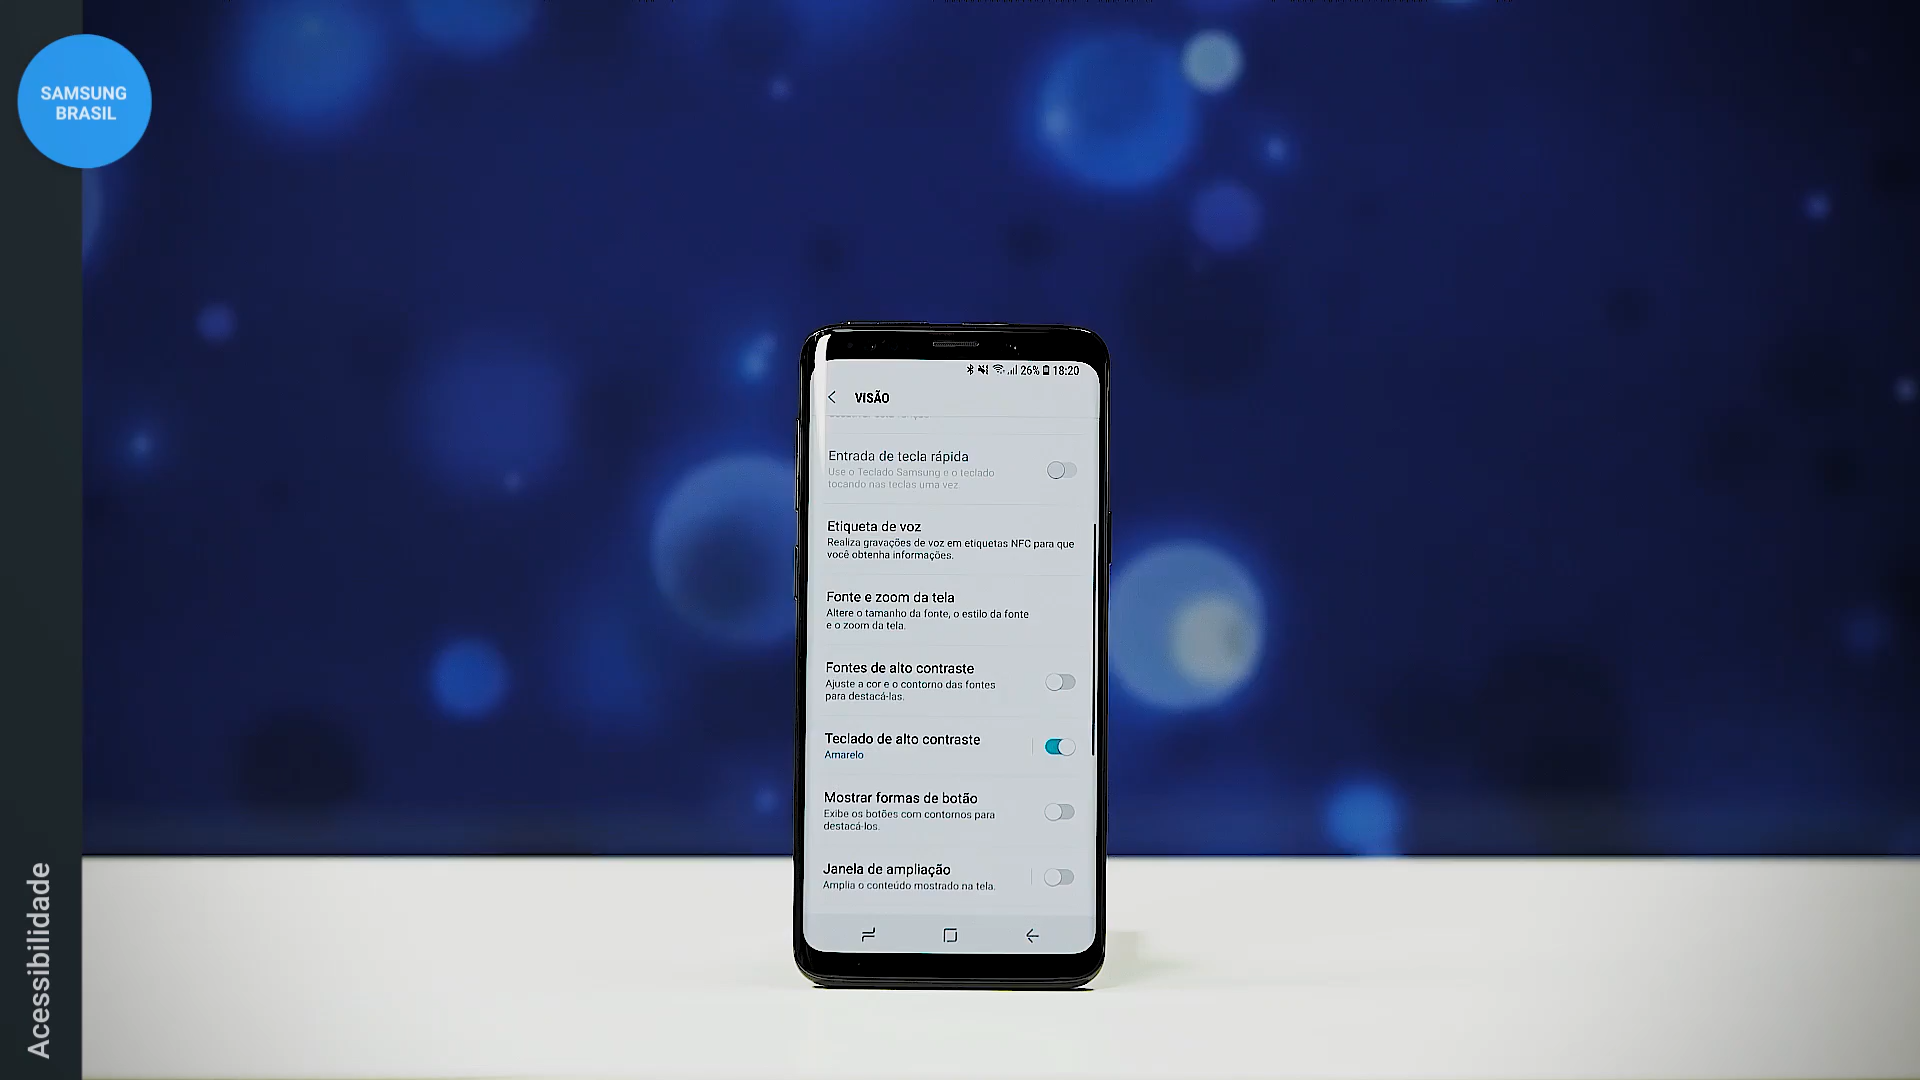 SAMSUNG
BRASIL
26% 18:20
VISÃO
Entrada de tecla rápida
Use o Teclado Samsung e o teclado
tocando nas teclas uma vez.
Etiqueta de voz
Realiza gravações de voz em etiquetas NFC para que
você obtenha informações.
Fonte e zoom da tela
Altere o tamanho da fonte, o estilo da fonte
e o zoom da tela.
Fontes de alto contraste
Ajuste a cor e o contorno das fontes
para destacá-las.
Teclado de alto contraste
Amarelo
Mostrar formas de botão
Exibe os botões com contornos para
destacá-los.
Janela de ampliação
Amplia o conteúdo mostrado na tela.
Acessibilidade